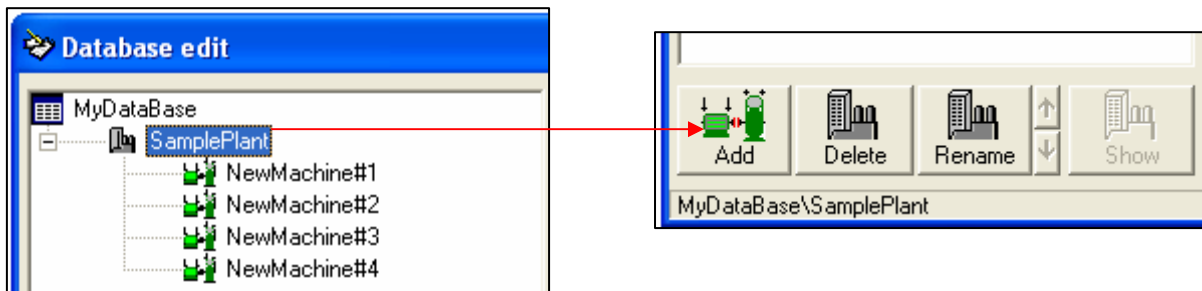 Database edit
MyDataBase
SamplePlant
NewMachine#1
NewMachine#2
NewMachine#3
NewMachine#4
Add Delete Rename Show
MyDataBase\SamplePlant